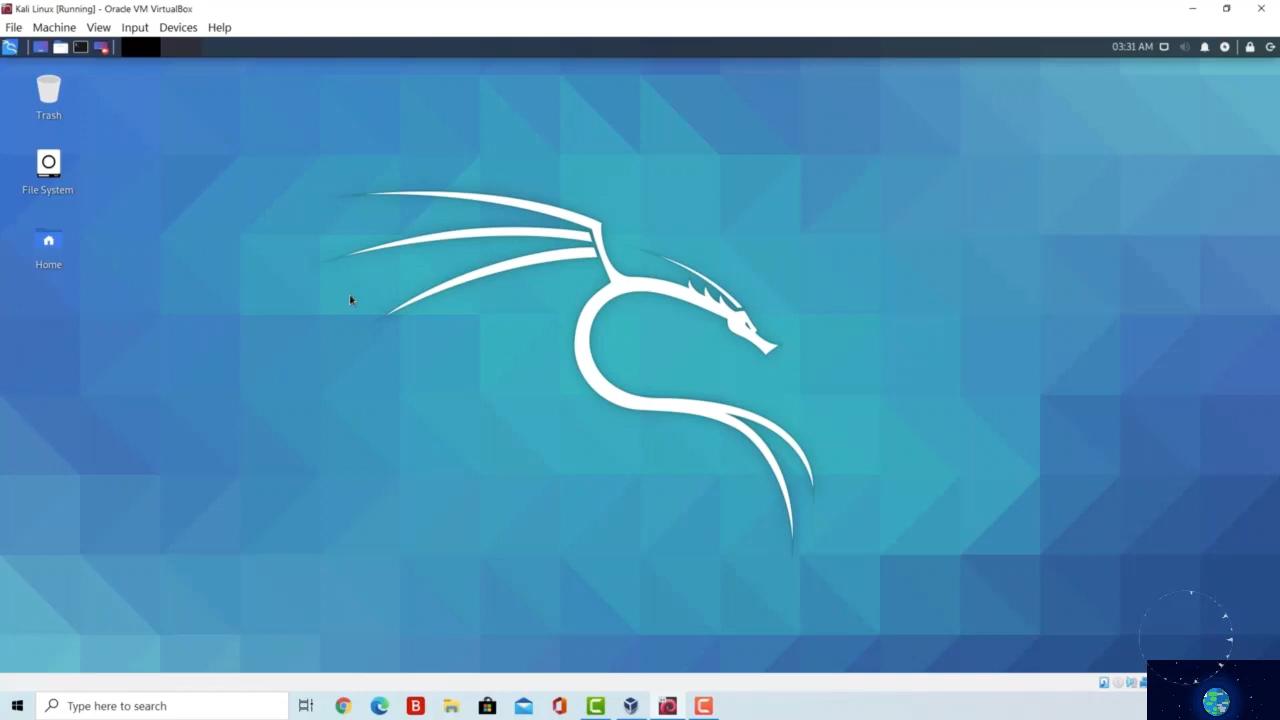 Kali Linux [Running] - Oracle VM VirtualBox
File Machine View Input Devices Help
03:31 AM
Trash
File System
Home
Type here to search